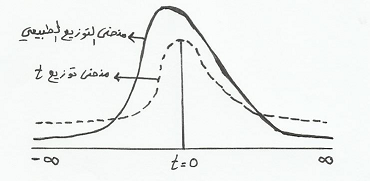 منحنى التوزيع الطبيعي
منحنى توزيع t
-∞ t=0 ∞